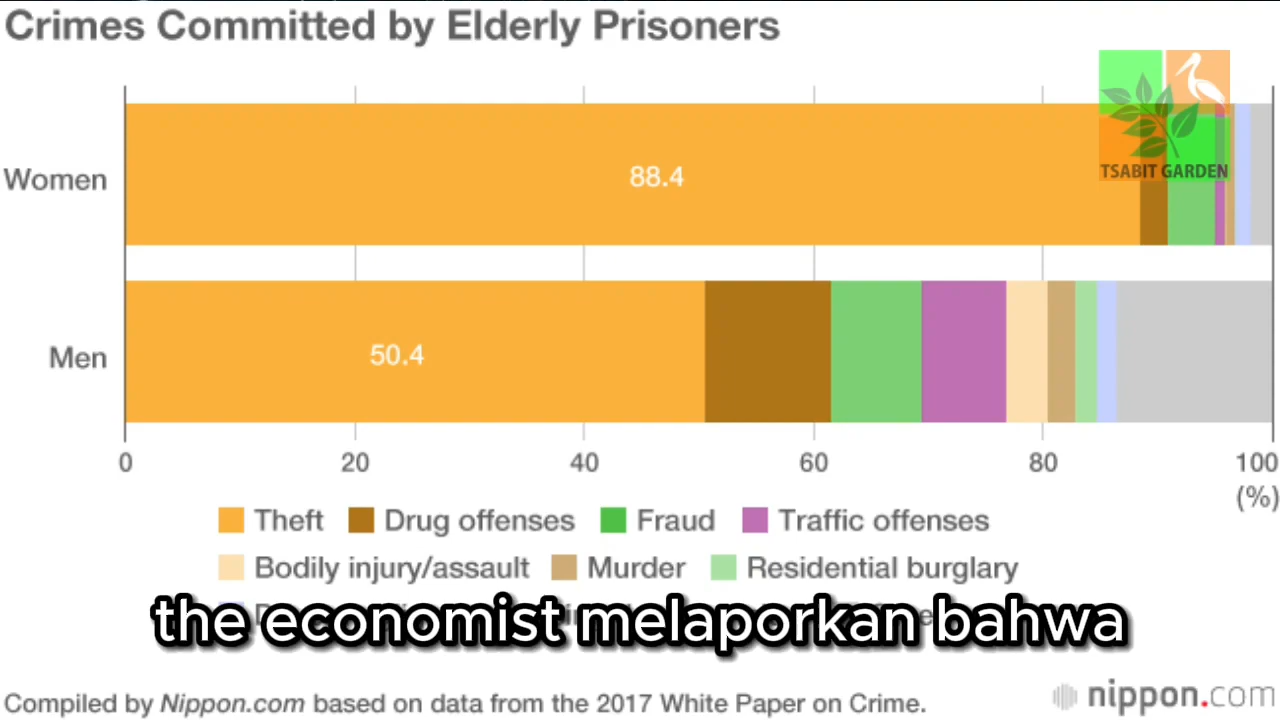 Crimes Committed by Elderly Prisoners
TSABIT GARDEN
Women
88.4
Men
50.4
0 20 40 60 80 100
(%)
Theft Drug offenses Fraud Traffic offenses
Bodily injury/assault Murder Residential burglary
the economist melaporkan bahwa
Compiled by Nippon.com based on data from the 2017 White Paper on Crime.
nippon.com